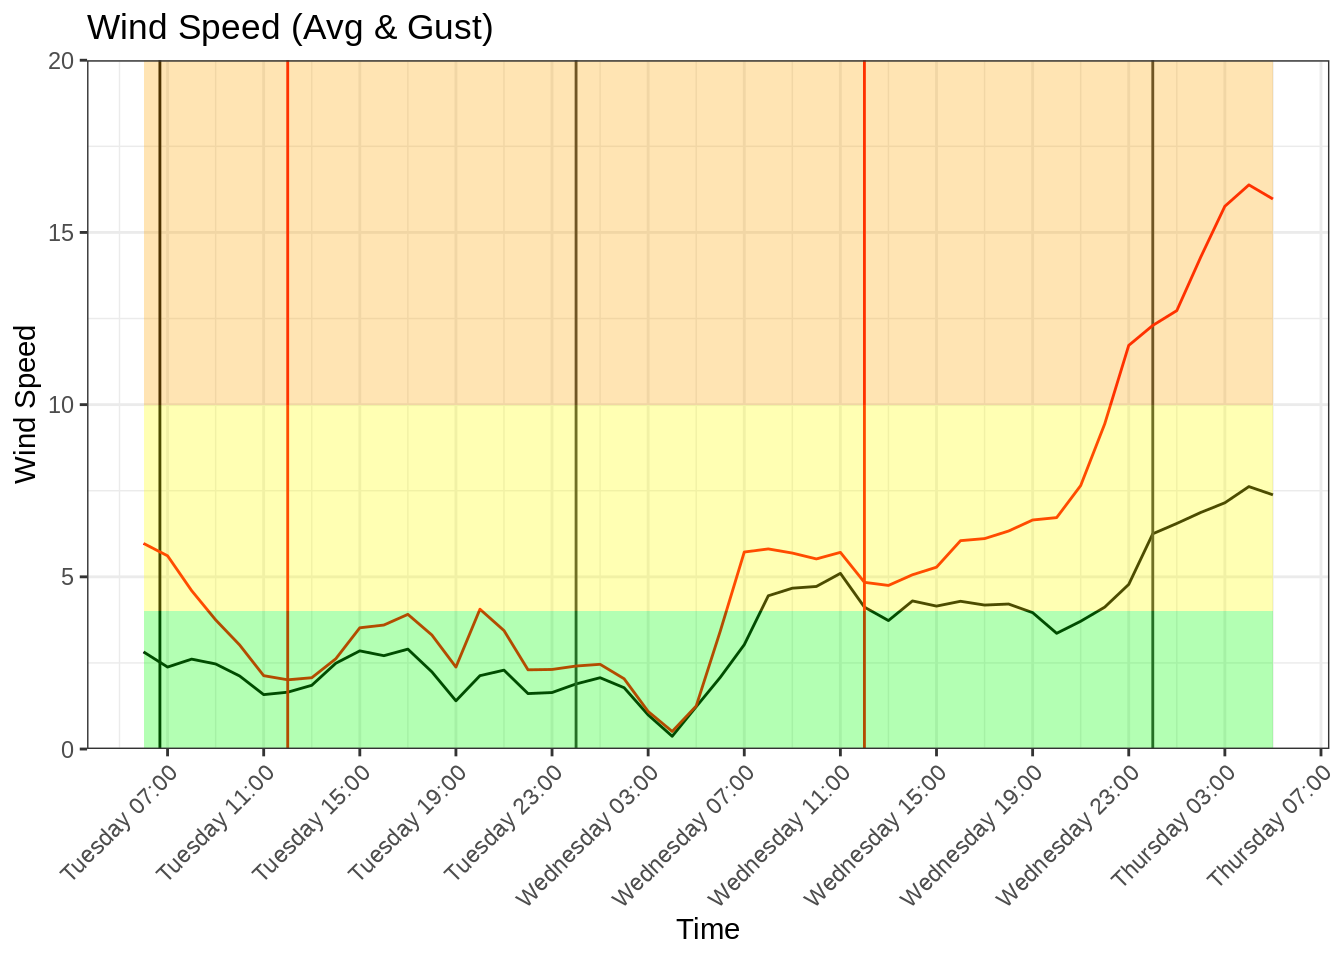 Wind Speed (Avg & Gust)
20
15
10
5
0
Wind Speed
Tuesday 07:00
Tuesday 11:00
Tuesday 15:00
Tuesday 19:00
Tuesday 23:00
Wednesday 03:00
Wednesday 07:00
Wednesday 11:00
Wednesday 15:00
Wednesday 19:00
Wednesday 23:00
Thursday 03:00
Thursday 07:00
Time